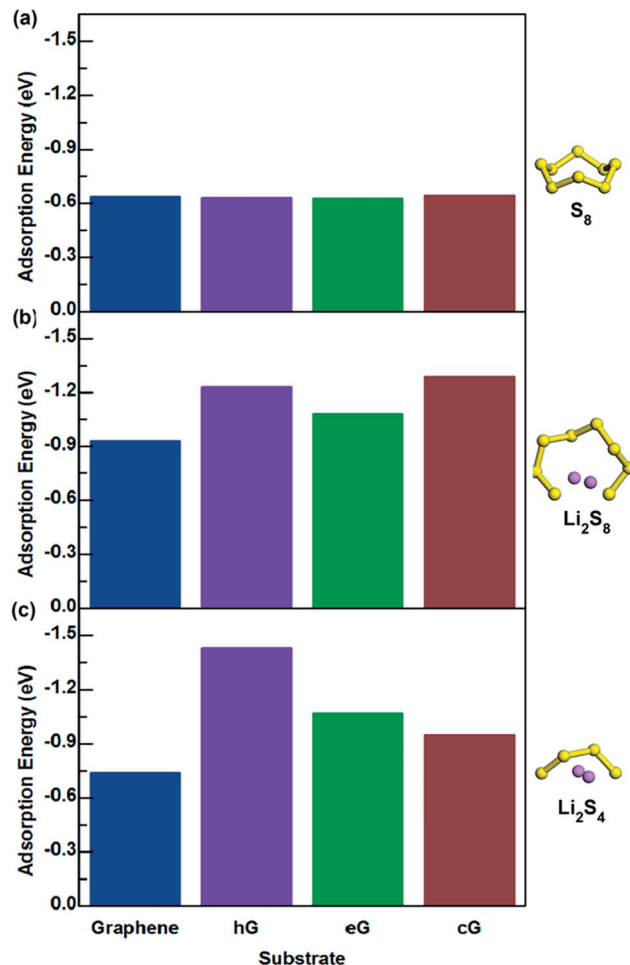 (a)
-1.5
-1.2
-0.9
-0.6
-0.3
0.0
Adsorption Energy (eV)
S8
(b)
-1.5
-1.2
-0.9
-0.6
-0.3
0.0
Adsorption Energy (eV)
Li2S8
(c)
-1.5
-1.2
-0.9
-0.6
-0.3
0.0
Adsorption Energy (eV)
Li2S4
Graphene hG eG cG
Substrate